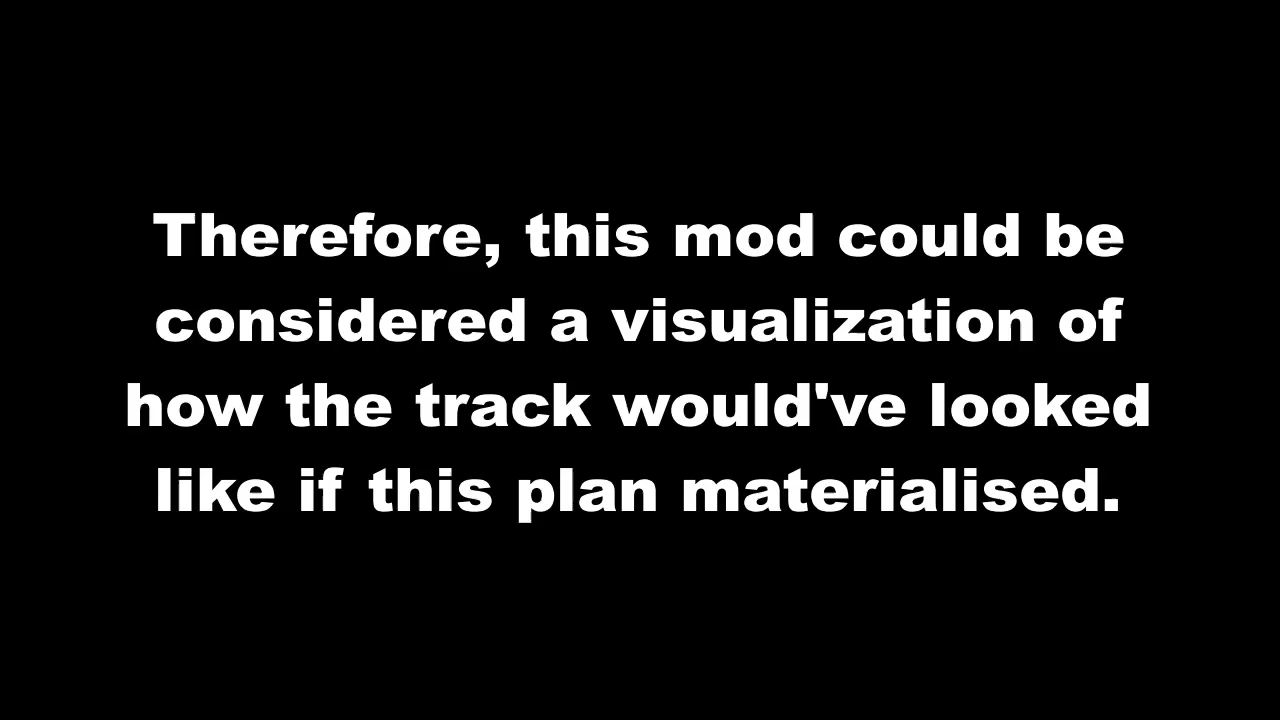 Therefore, this mod could be
considered a visualization of
how the track would've looked
like if this plan materialised.